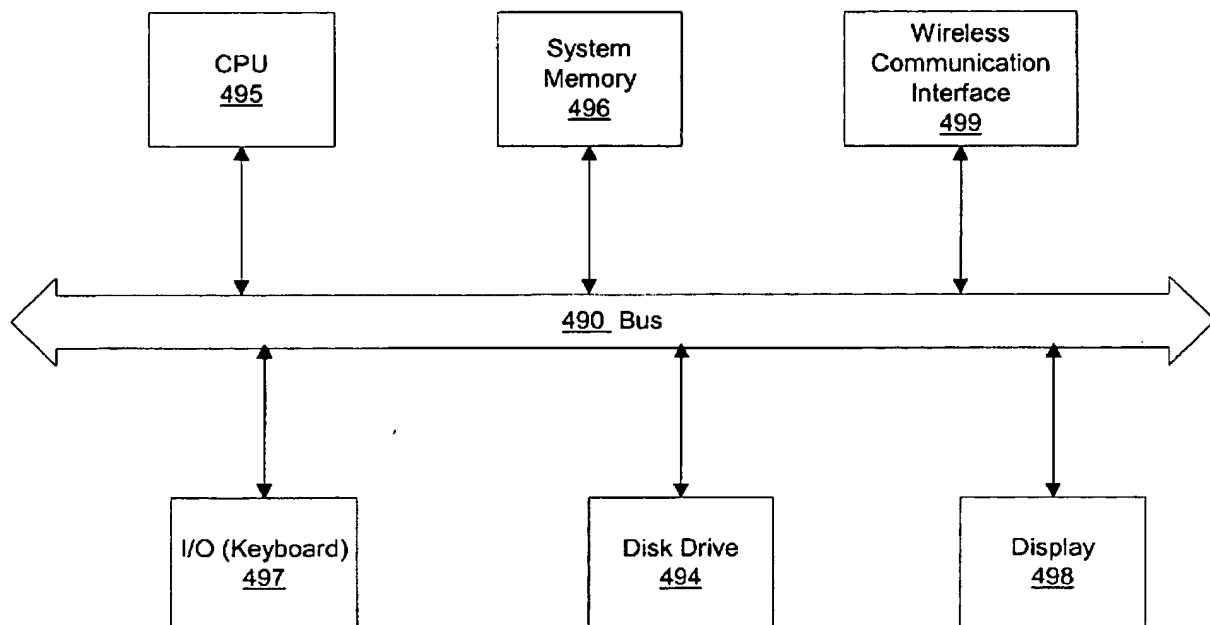 CPU
495
System
Memory
496
Wireless
Communication
Interface
499
490 Bus
I/O (Keyboard)
497
Disk Drive
494
Display
498